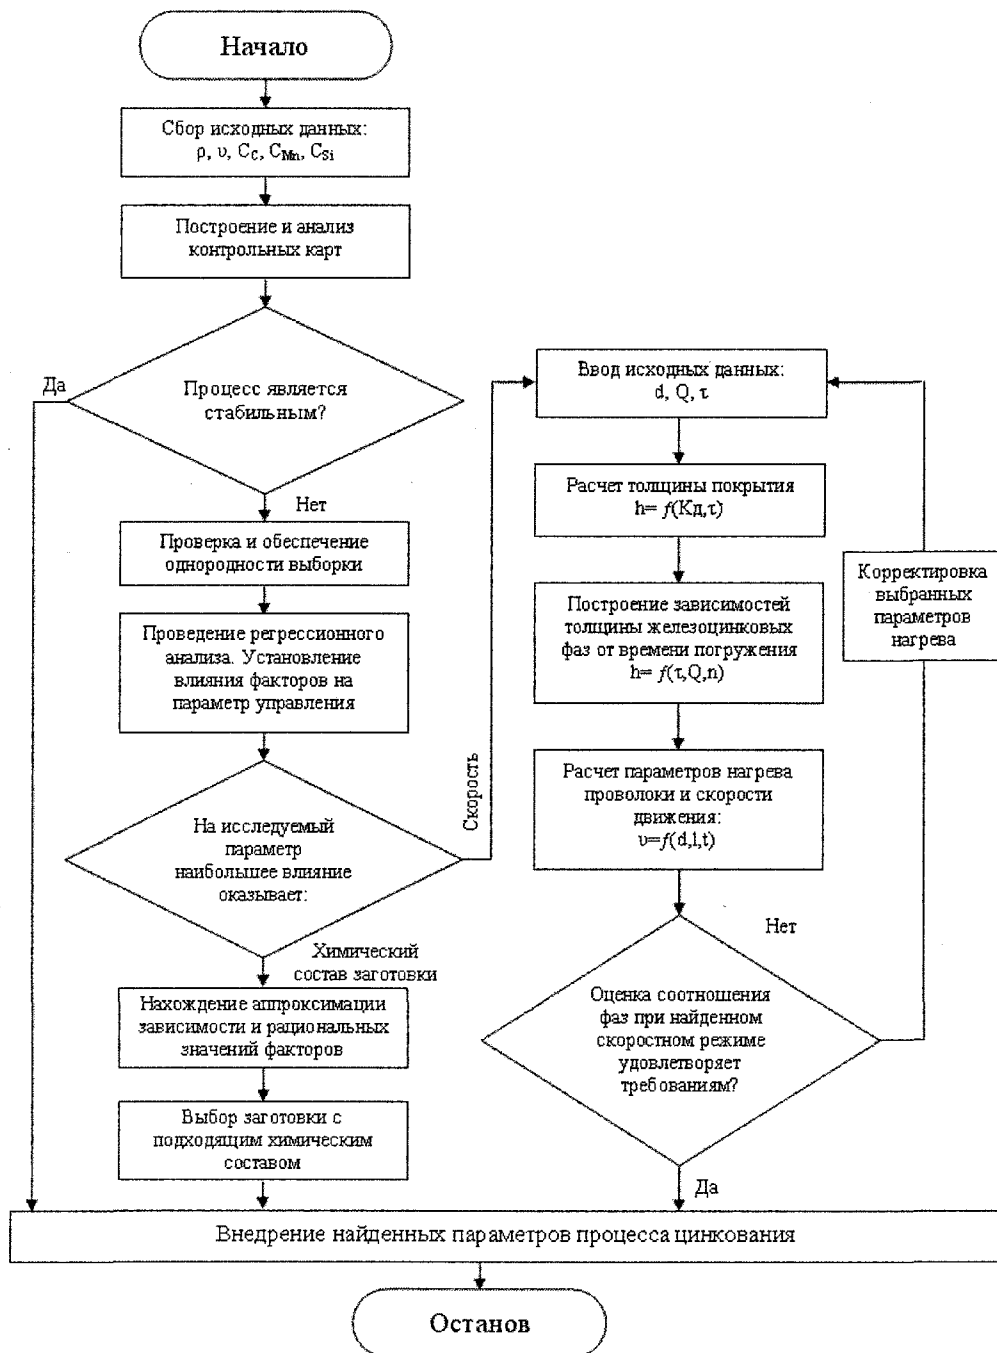 Начало
Сбор исходных данных:
ρ, υ, Cc, CMn, CSi
Построение и анализ
контрольных карт
Да
Процесс является
стабильным?
Нет
Проверка и обеспечение
однородности выборки
Проведение регрессионного
анализа. Установление
влияния факторов на
параметр управления
На исследуемый
параметр
наибольшее влияние
оказывает:
Химический
состав заготовки
Нахождение аппроксимации
зависимости и рациональных
значений факторов
Выбор заготовки с
подходящим химическим
составом
Скорость
Ввод исходных данных:
d, Q, τ
Расчет толщины покрытия
h= f(Kд,τ)
Построение зависимостей
толщины железоцинковых
фаз от времени погружения
h= f(τ,Q,n)
Расчет параметров нагрева
проволоки и скорости
движения:
υ=f(d,l,t)
Нет
Оценка соотношения
фаз при найденном
скоростном режиме
удовлетворяет
требованиям?
Да
Корректировка
выбранных
параметров
нагрева
Внедрение найденных параметров процесса цинкования
Останов